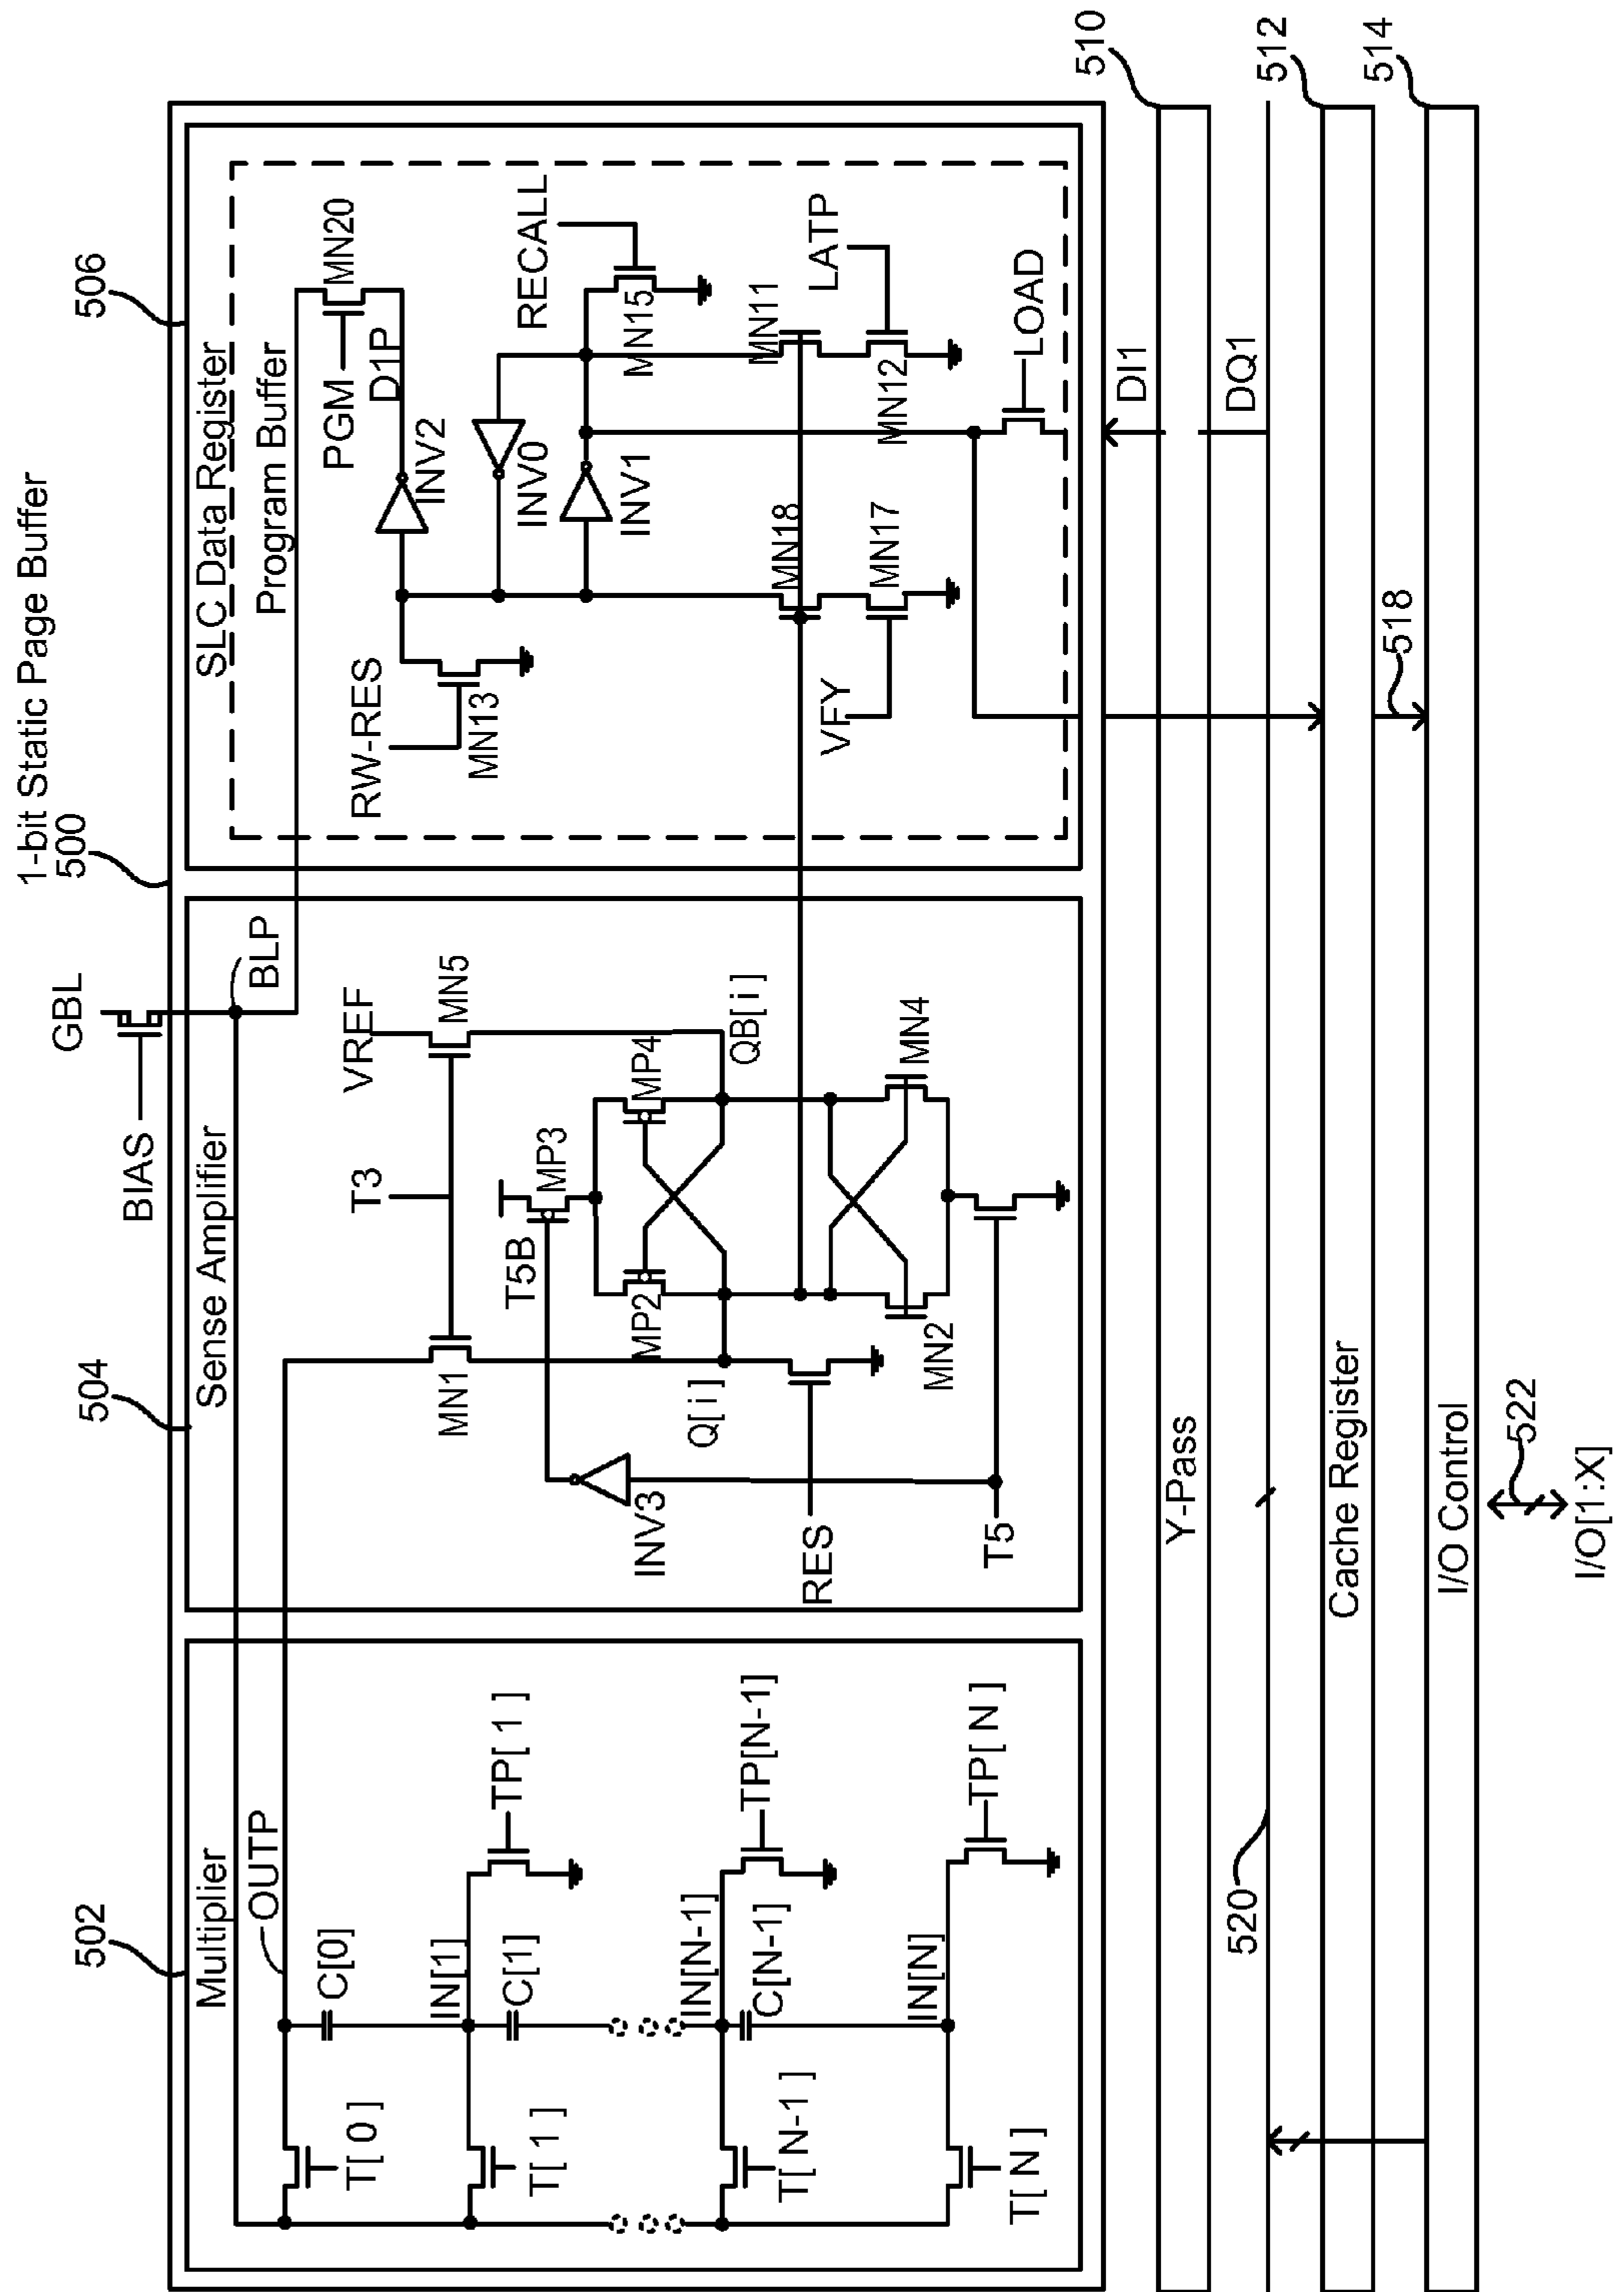 1-bit Static Page Buffer
500
GBL
BIAS
BLP
502
Multiplier
OUTP
C[0]
T[ 0 ]
IN[1]
C[1]
T[ 1 ]
TP[ 1 ]
IN[N-1]
C[N-1]
T[ N-1 ]
TP[N-1]
IN[N]
T[ N ]
TP[ N ]
504
Sense Amplifier
T3
VREF
MN1
MN5
T5B
MP3
MP2
MP4
INV3
Q[ i ]
QB[ i ]
RES
MN2
MN4
T5
506
SLC Data Register
Program Buffer
PGM
MN20
D1P
INV2
RW-RES
MN13
INV0
INV1
RECALL
MN15
MN18
MN11
VFY
MN17
MN12
LATP
LOAD
DI1
510
Y-Pass
520
DQ1
512
Cache Register
518
514
I/O Control
522
I/O[1:X]